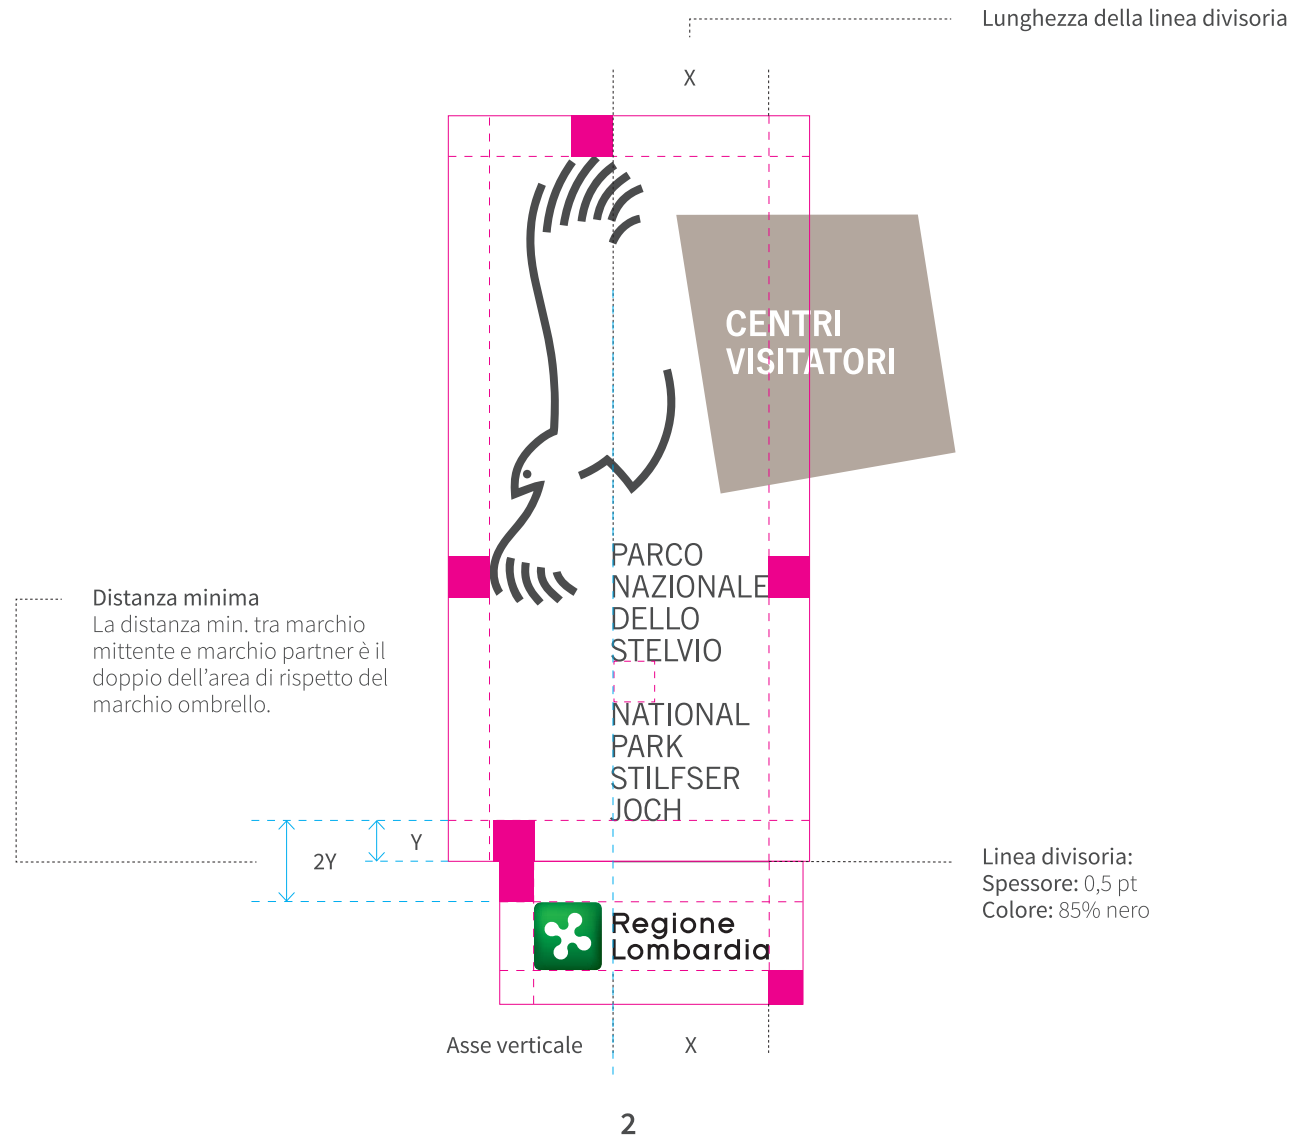 Lunghezza della linea divisoria
X
CENTRI
VISITATORI
PARCO
NAZIONALE
DELLO
STELVIO
NATIONAL
PARK
STILFSER
JOCH
Distanza minima
La distanza min. tra marchio
mittente e marchio partner è il
doppio dell'area di rispetto del
marchio ombrello.
Y
2Y
Linea divisoria:
Spessore: 0,5 pt
Colore: 85% nero
Regione
Lombardia
Asse verticale
X
2